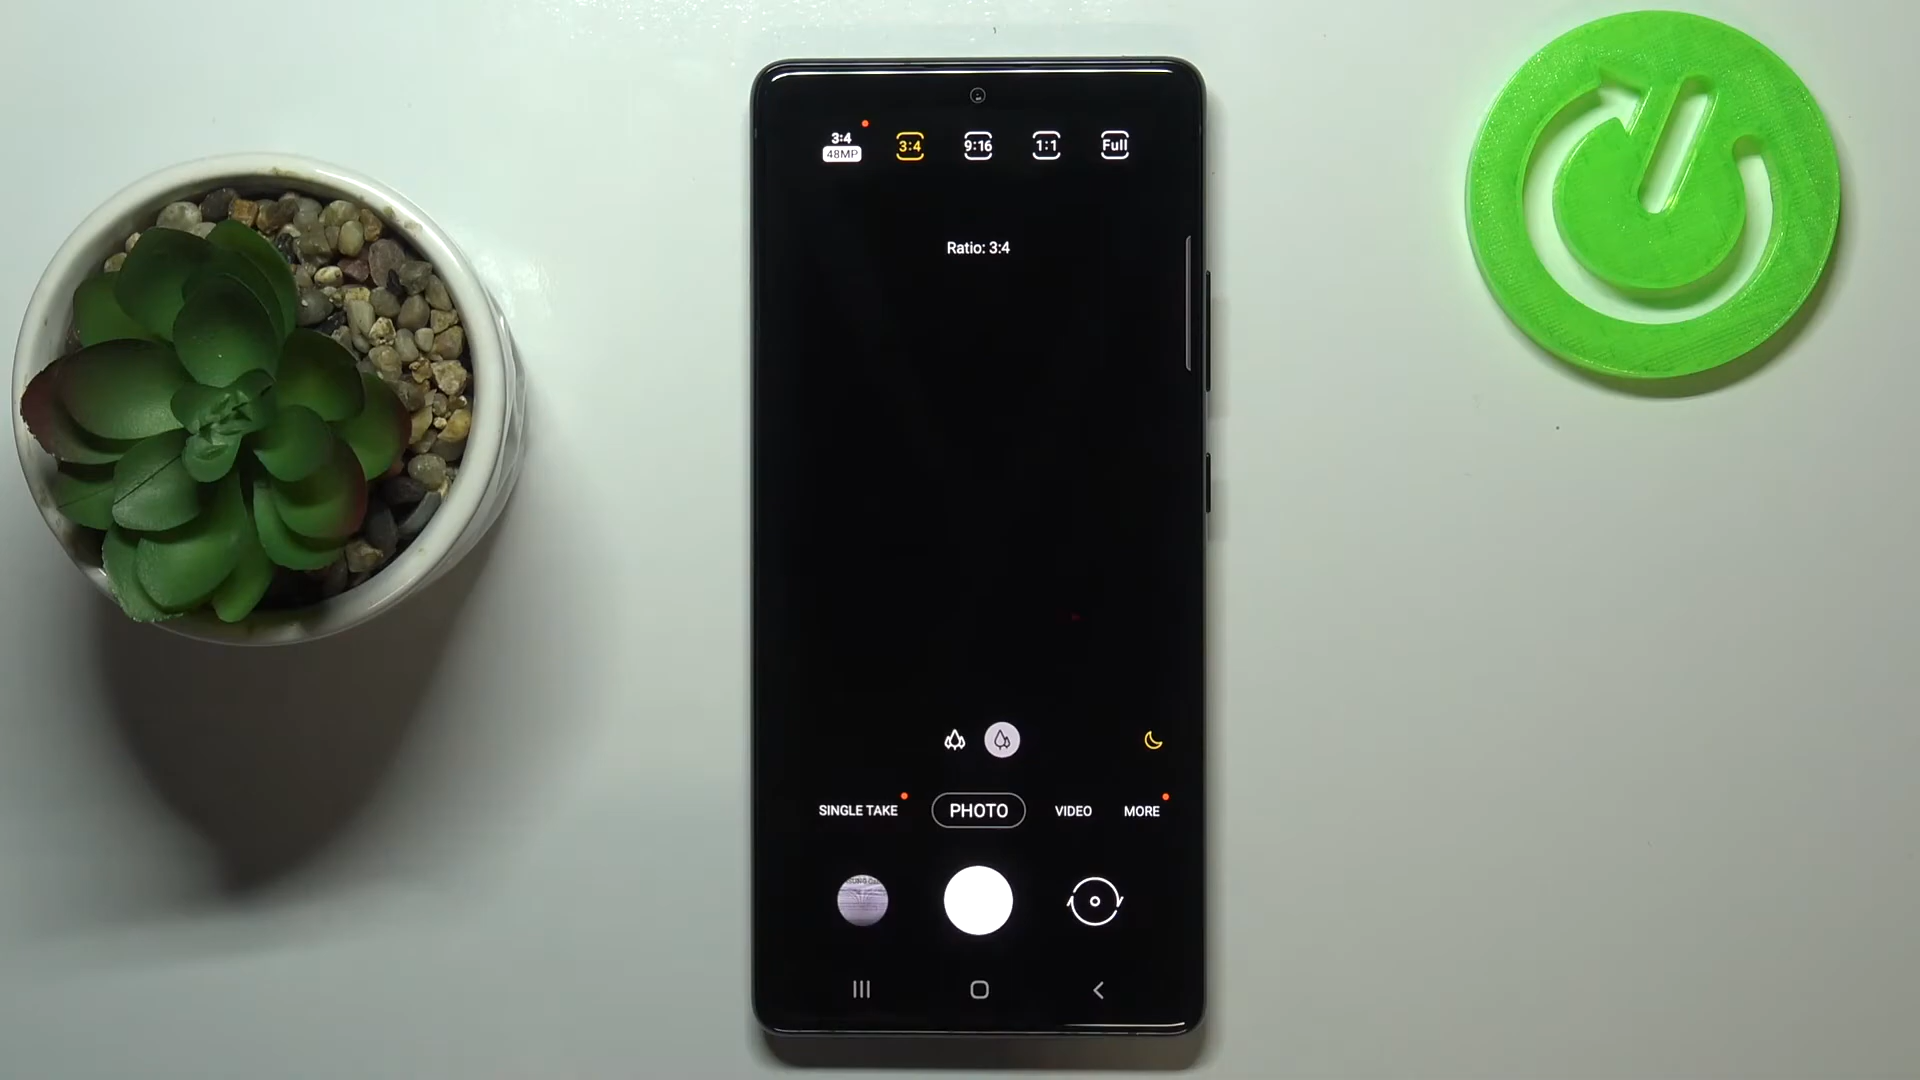 3:4 3:4 9:16 1:1 Full
48MP
Ratio: 3:4
SINGLE TAKE PHOTO VIDEO MORE